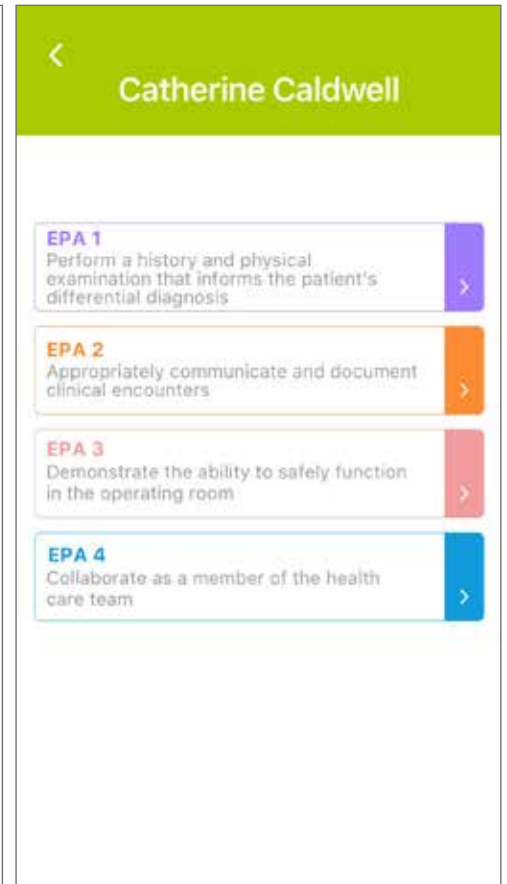 Catherine Caldwell
EPA 1
Perform a history and physical
examination that informs the patient's
differential diagnosis
EPA 2
Appropriately communicate and document
clinical encounters
EPA 3
Demonstrate the ability to safely function
in the operating room
EPA 4
Collaborate as a member of the health
care team